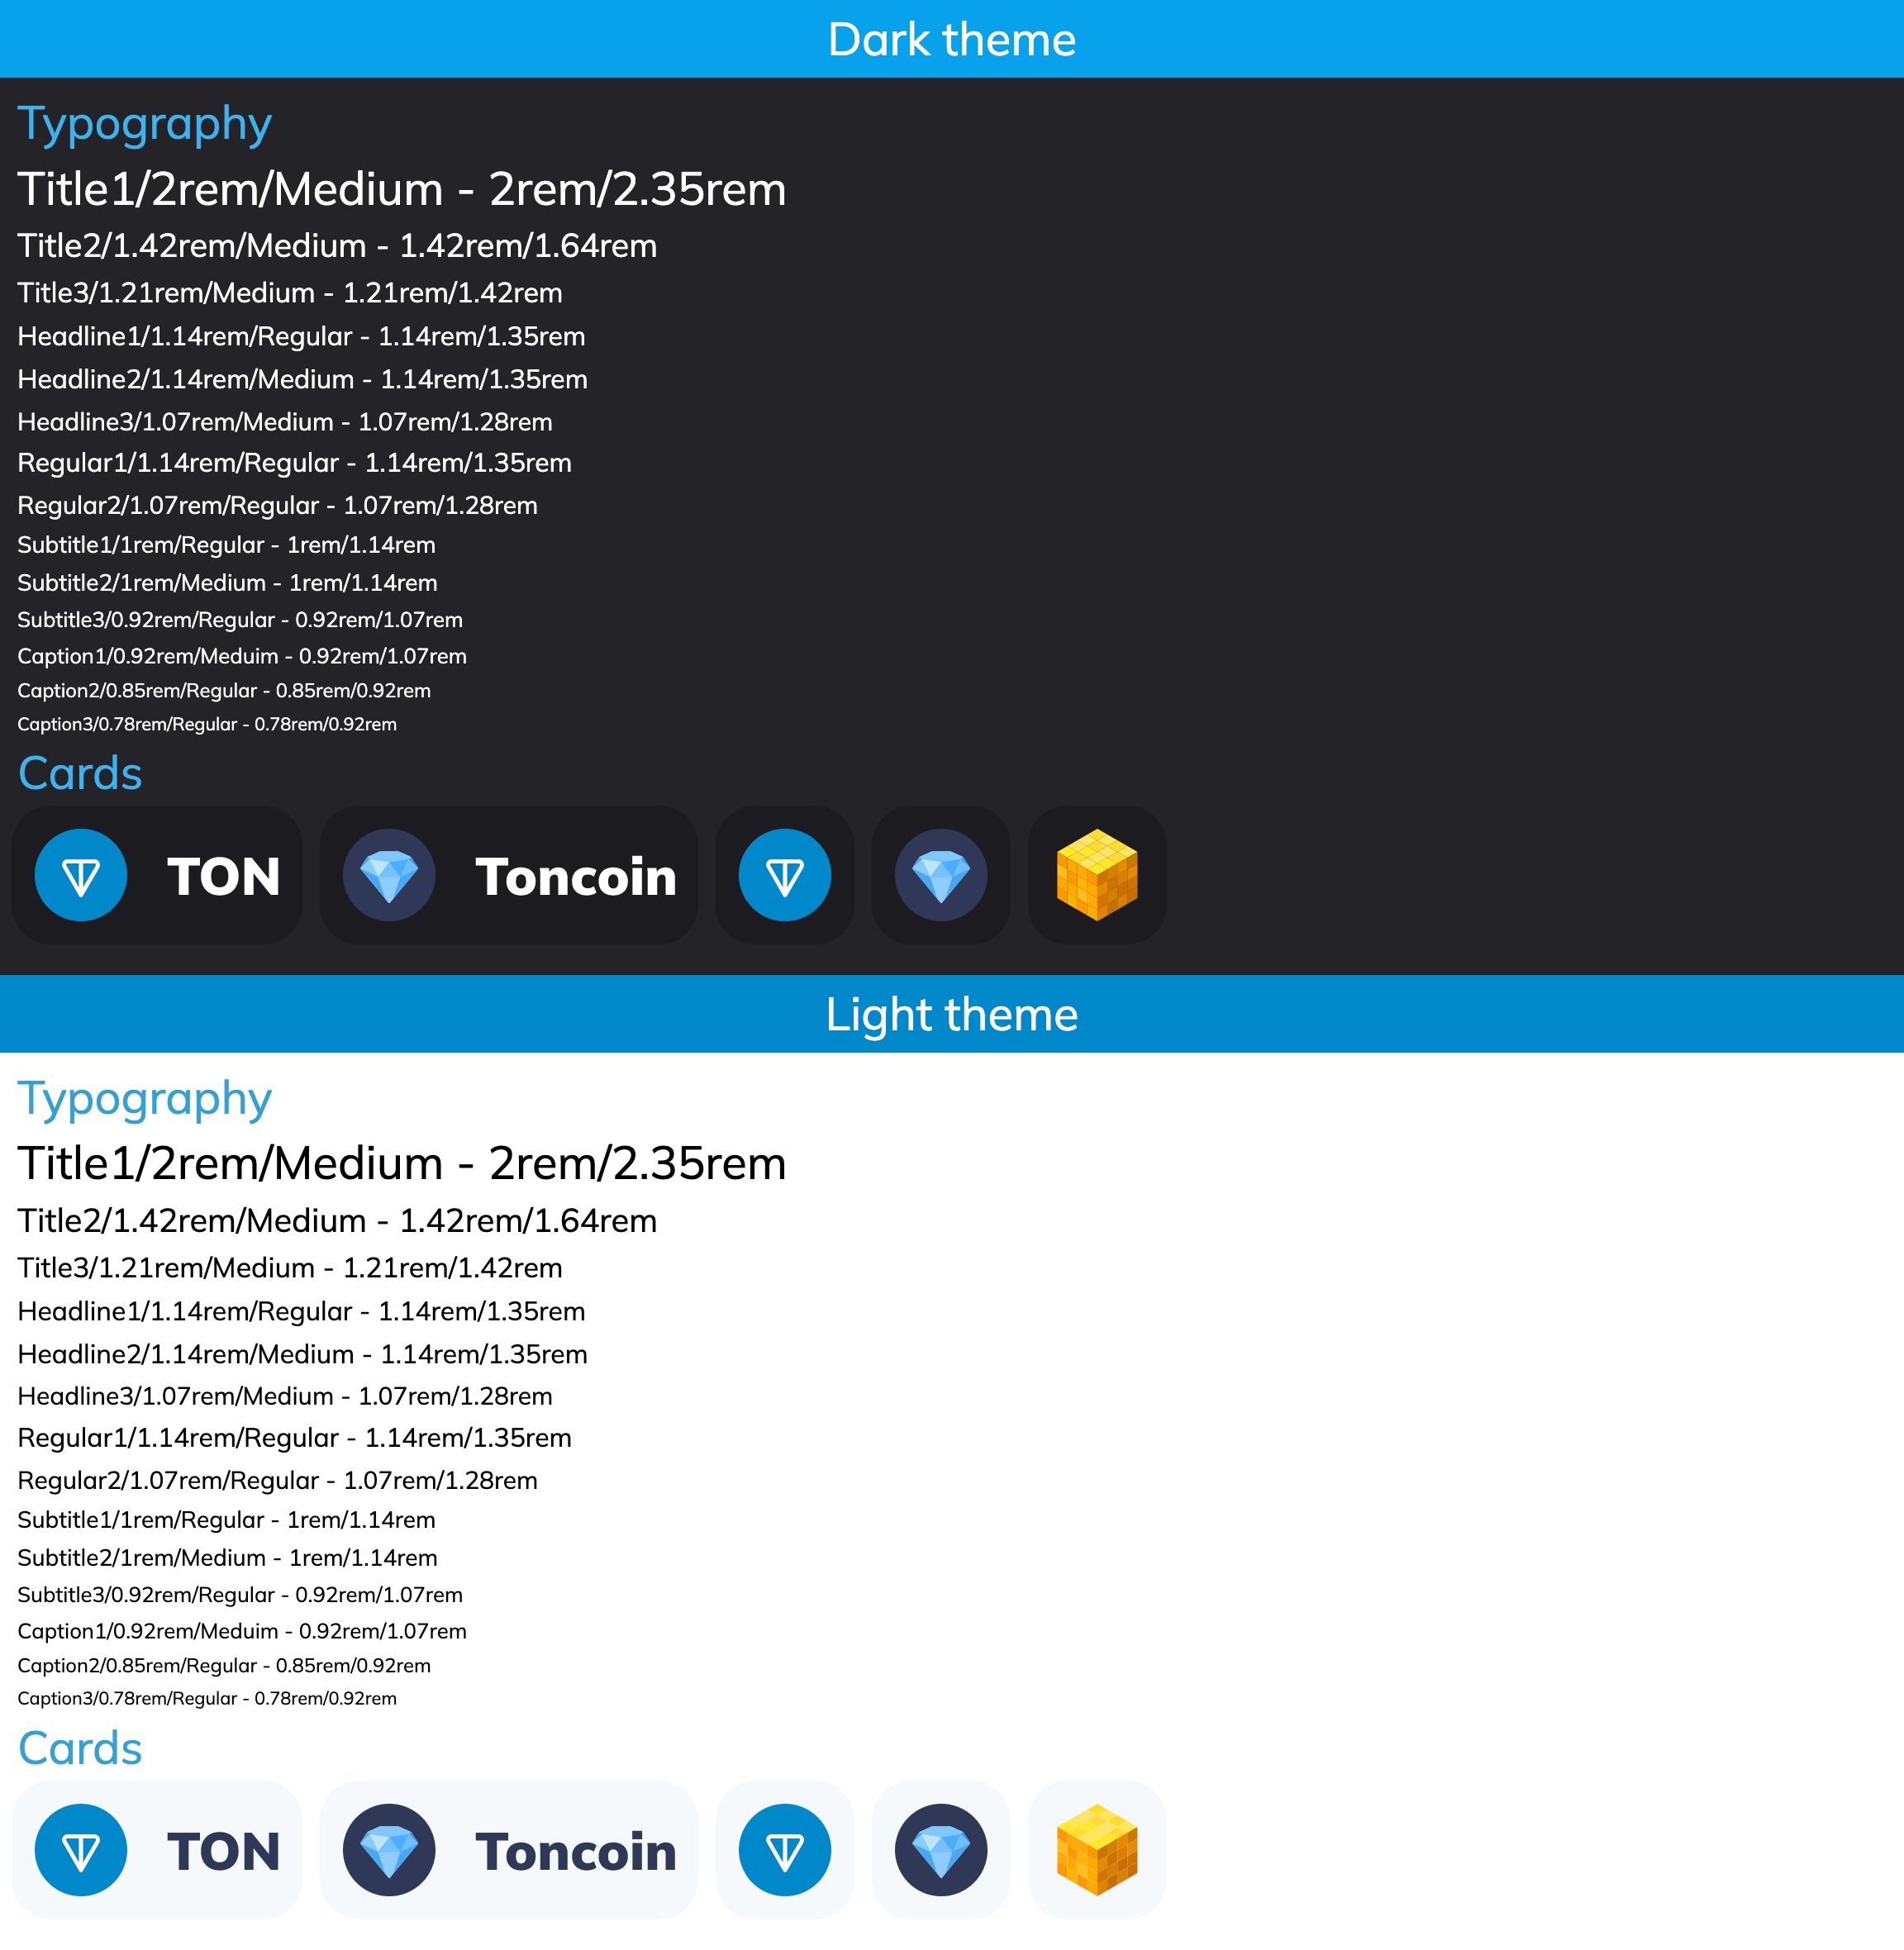 Dark theme
Typography
Title1/2rem/Medium - 2rem/2.35rem
Title2/1.42rem/Medium - 1.42rem/1.64rem
Title3/1.21rem/Medium - 1.21rem/1.42rem
Headline1/1.14rem/Regular - 1.14rem/1.35rem
Headline2/1.14rem/Medium - 1.14rem/1.35rem
Headline3/1.07rem/Medium - 1.07rem/1.28rem
Regular1/1.14rem/Regular - 1.14rem/1.35rem
Regular2/1.07rem/Regular - 1.07rem/1.28rem
Subtitle1/1rem/Regular - 1rem/1.14rem
Subtitle2/1rem/Medium - 1rem/1.14rem
Subtitle3/0.92rem/Regular - 0.92rem/1.07rem
Caption1/0.92rem/Meduim - 0.92rem/1.07rem
Caption2/0.85rem/Regular - 0.85rem/0.92rem
Caption3/0.78rem/Regular - 0.78rem/0.92rem
Cards
TON Toncoin
Light theme
Typography
Title1/2rem/Medium - 2rem/2.35rem
Title2/1.42rem/Medium - 1.42rem/1.64rem
Title3/1.21rem/Medium - 1.21rem/1.42rem
Headline1/1.14rem/Regular - 1.14rem/1.35rem
Headline2/1.14rem/Medium - 1.14rem/1.35rem
Headline3/1.07rem/Medium - 1.07rem/1.28rem
Regular1/1.14rem/Regular - 1.14rem/1.35rem
Regular2/1.07rem/Regular - 1.07rem/1.28rem
Subtitle1/1rem/Regular - 1rem/1.14rem
Subtitle2/1rem/Medium - 1rem/1.14rem
Subtitle3/0.92rem/Regular - 0.92rem/1.07rem
Caption1/0.92rem/Meduim - 0.92rem/1.07rem
Caption2/0.85rem/Regular - 0.85rem/0.92rem
Caption3/0.78rem/Regular - 0.78rem/0.92rem
Cards
TON Toncoin